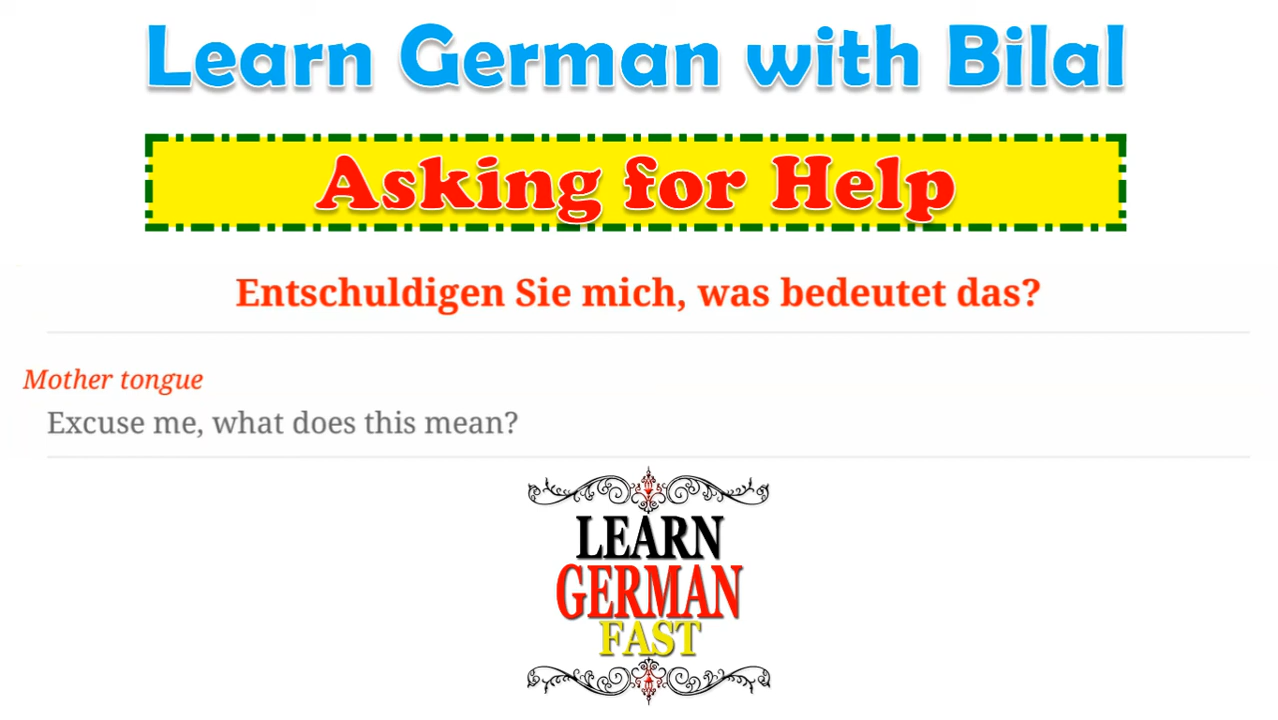 Learn German with Bilal
Asking for Help
Entschuldigen Sie mich, was bedeutet das?
Mother tongue
Excuse me, what does this mean?
LEARN
GERMAN
FAST